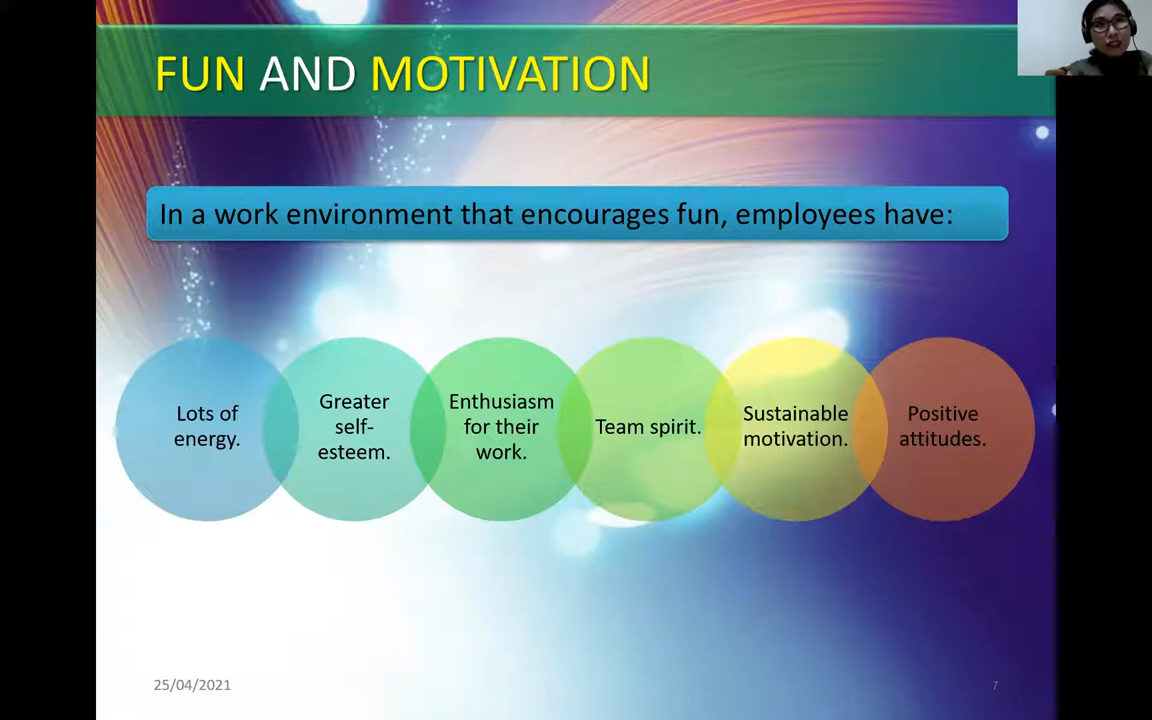 FUN AND MOTIVATION
In a work environment that encourages fun, employees have:
Lots of
energy.
Greater
self-
esteem.
Enthusiasm
for their
work.
Team spirit.
Sustainable
motivation.
Positive
attitudes.
25/04/2021
7